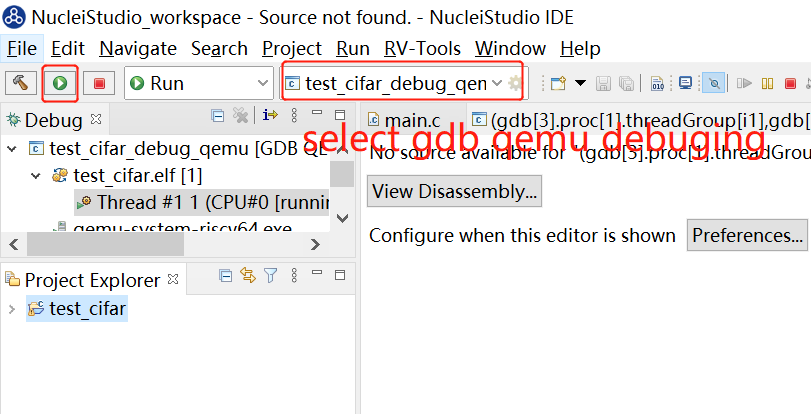 NucleiStudio_workspace - Source not found. - NucleiStudio IDE
File Edit Navigate Search Project Run RV-Tools Window Help
Run test_cifar_debug_qem
Debug main.c (gdb[3].proc[1].threadGroup[i1],gdb[
select gdb qemu debuging
test_cifar_debug_qemu [GDB QE
No source available for "(gdb[3].proc[1].threadGrou
test_cifar.elf [1]
Thread #1 1 (CPU#0 [runnin
View Disassembly...
qemu-system-riscv64.exe
Configure when this editor is shown Preferences...
Project Explorer
test_cifar